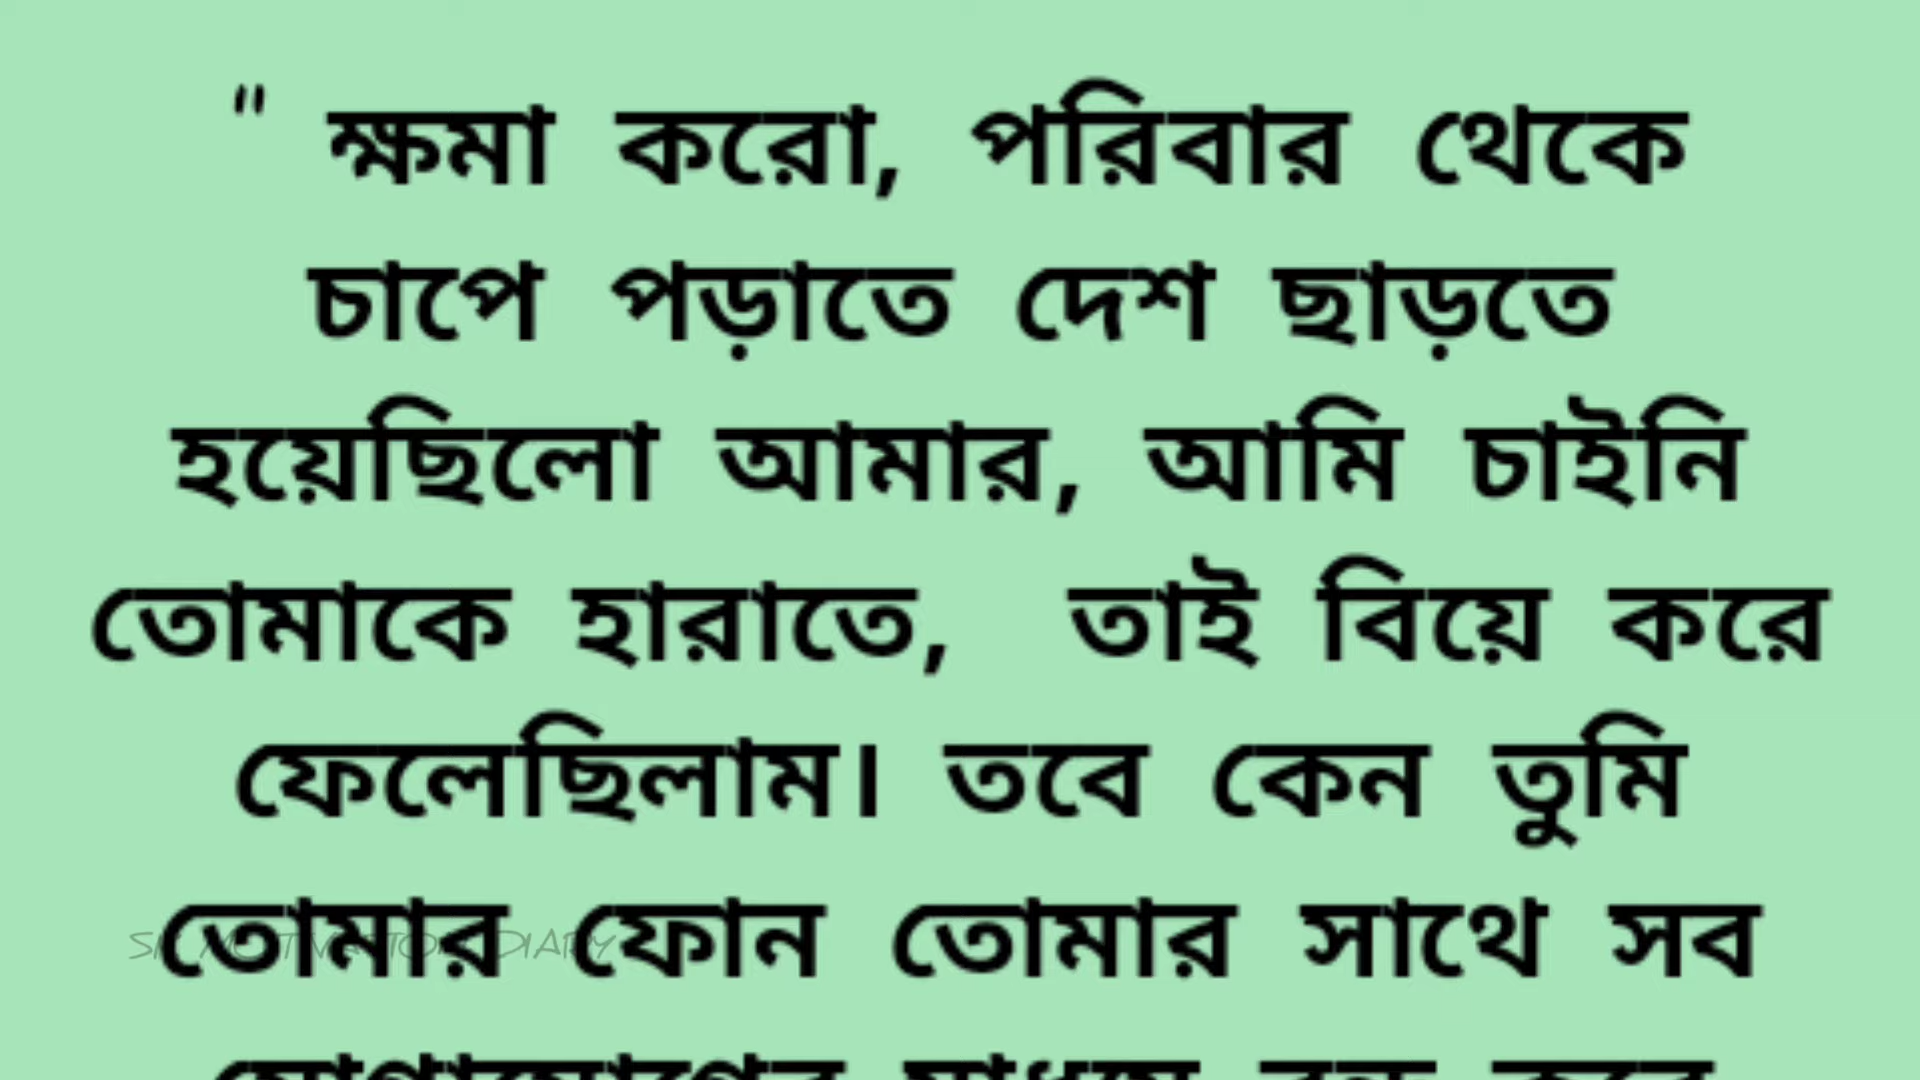 " ক্ষমা করো, পরিবার থেকে
চাপে পড়াতে দেশ ছাড়তে
হয়েছিলো আমার, আমি চাইনি
তোমাকে হারাতে, তাই বিয়ে করে
ফেলেছিলাম। তবে কেন তুমি
তোমার ফোন তোমার সাথে সব